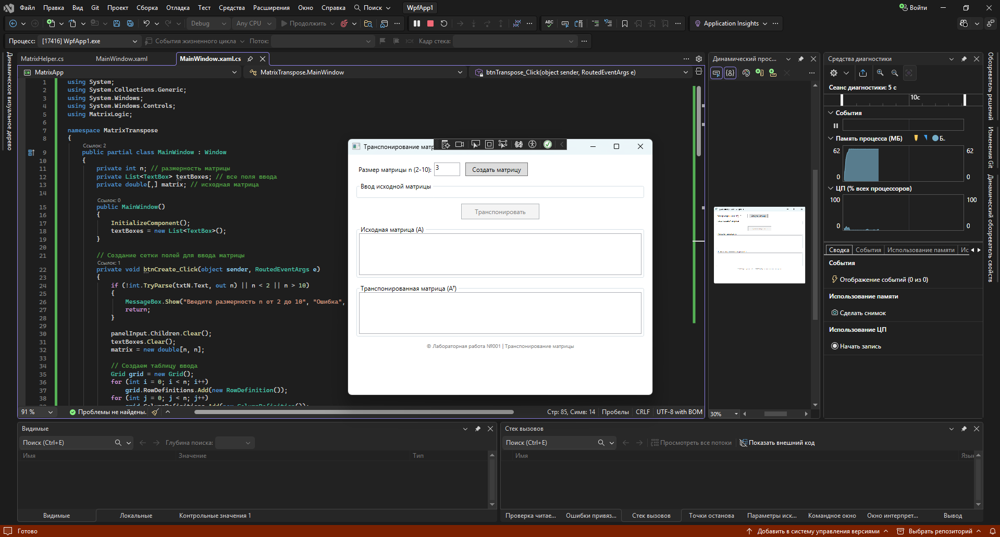 Файл Правка Вид Git Проект Сборка Отладка Тест Средства Анализ Расширения Окно Справка Поиск WpfApp1 Войти
Debug Any CPU Продолжить Application Insights
Процесс: [17416] WpfApp1.exe События жизненного цикла Поток: Кадр стека:
Динамическое визуальное дерево
MatrixHelper.cs MainWindow.xaml MainWindow.xaml.cs
MatrixApp MatrixTranspose.MainWindow btnTranspose_Click(object sender, RoutedEventArgs e)
1 using System;
2 using System.Collections.Generic;
3 using System.Windows;
4 using System.Windows.Controls;
5 using MatrixLogic;
6
7 namespace MatrixTranspose
8 {
Ссылок: 2
9 public partial class MainWindow : Window
10 {
11 private int n; // размерность матрицы
12 private List<TextBox> textBoxes; // все поля ввода
13 private double[,] matrix; // исходная матрица
14
Ссылок: 0
15 public MainWindow()
16 {
17 InitializeComponent();
18 textBoxes = new List<TextBox>();
19 }
20
21 // Создание сетки полей для ввода матрицы
Ссылок: 1
22 private void btnCreate_Click(object sender, RoutedEventArgs e)
23 {
24 if (!int.TryParse(txtN.Text, out n) || n < 2 || n > 10)
25 {
26 MessageBox.Show("Введите размерность n от 2 до 10", "Ошибка",
27 return;
28 }
29
30 panelInput.Children.Clear();
31 textBoxes.Clear();
32 matrix = new double[n, n];
33
34 // Создаем таблицу ввода
35 Grid grid = new Grid();
36 for (int i = 0; i < n; i++)
37 grid.RowDefinitions.Add(new RowDefinition());
38 for (int j = 0; j < n; j++)
grid.ColumnDefinitions.Add(new ColumnDefinition());
91 % Проблемы не найдены. Стр: 85, Симв: 14 Пробелы CRLF UTF-8 with BOM
Транспонирование матр
Размер матрицы n (2-10): 3 Создать матрицу
Ввод исходной матрицы
Транспонировать
Исходная матрица (A)
Транспонированная матрица (Aᵀ)
© Лабораторная работа №001 | Транспонирование матрицы
Динамический прос...
30%
Средства диагностики
Сеанс диагностики: 5 с
10с
События
Память процесса (МБ) Б..
62 62
0 0
ЦП (% всех процессоров)
100 100
0 0
Сводка События Использование памяти Ис
События
Отображение событий (0 из 0)
Использование памяти
Сделать снимок
Использование ЦП
Начать запись
Обозреватель решений
Изменения Git
Динамический обозреватель свойств
Видимые
Поиск (Ctrl+E) Глубина поиска:
Имя Значение Тип
Видимые Локальные Контрольные значения 1
Стек вызовов
Поиск (Ctrl+E) Просмотреть все потоки Показать внешний код
Имя Язык
Проверка читае... Ошибки привяз... Стек вызовов Точки останова Параметры иск... Командное окно Окно интерпрет... Вывод
Готово Добавить в систему управления версиями Выбрать репозиторий